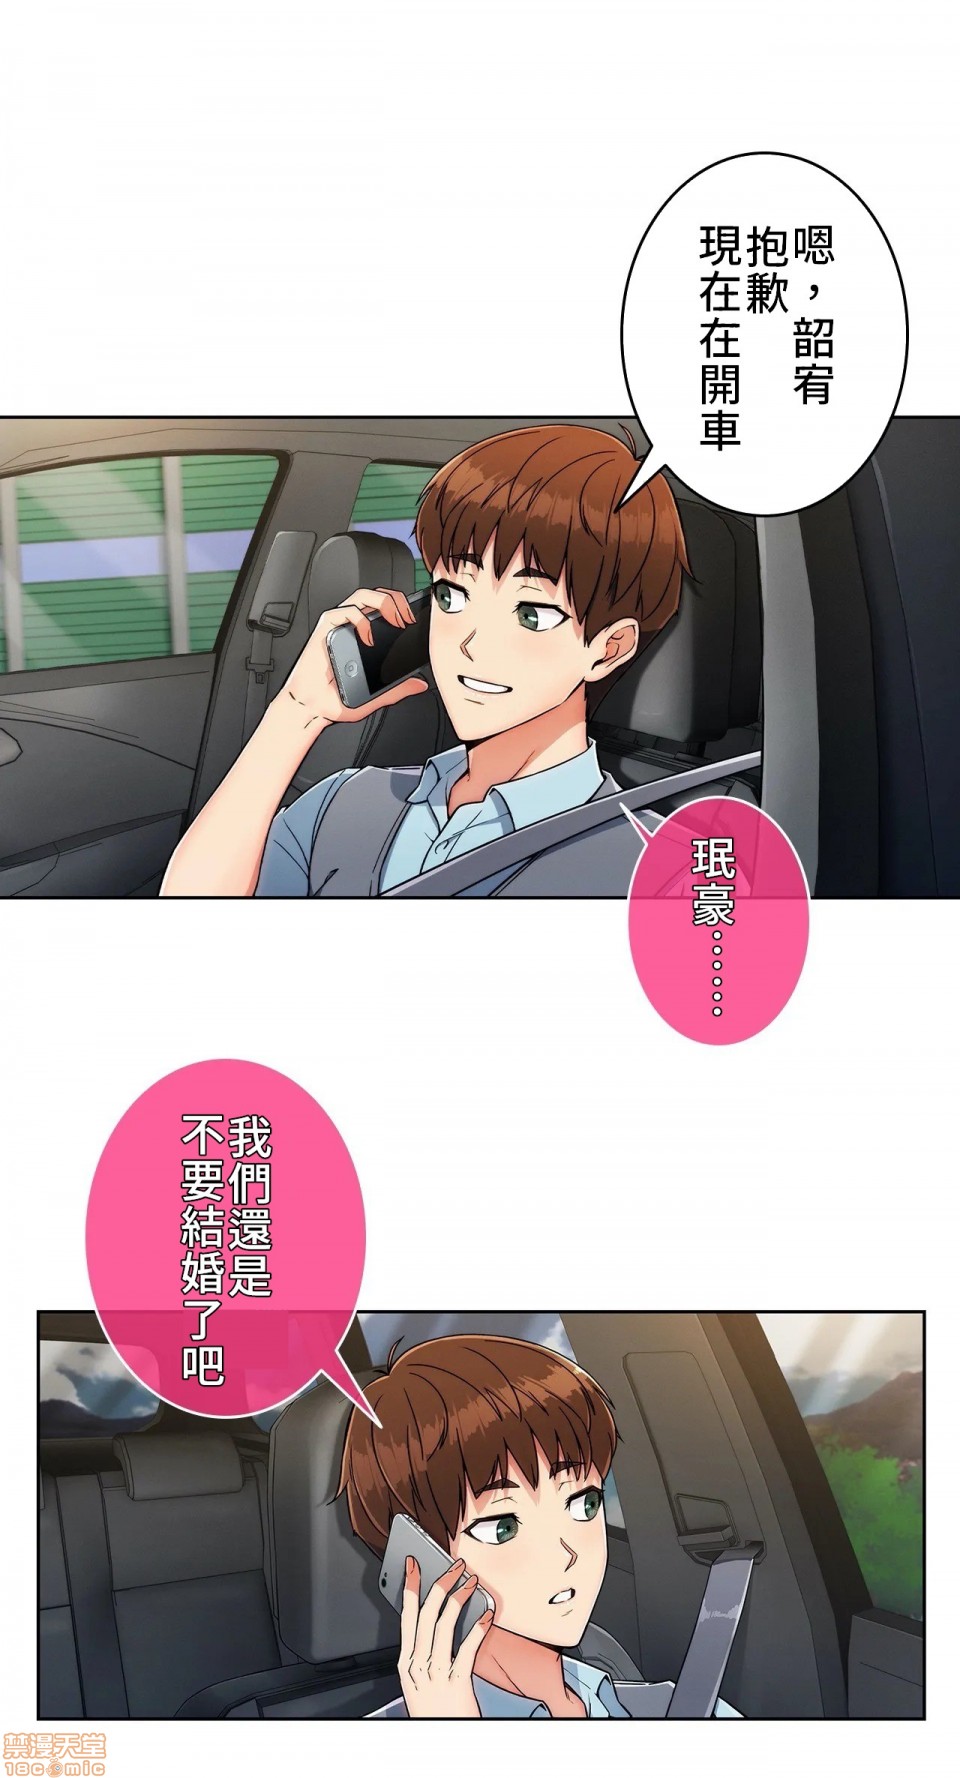 嗯，韶宥
抱歉
現在在開車
珉豪……
我們還是
不要結婚了吧
禁漫天堂
18comic